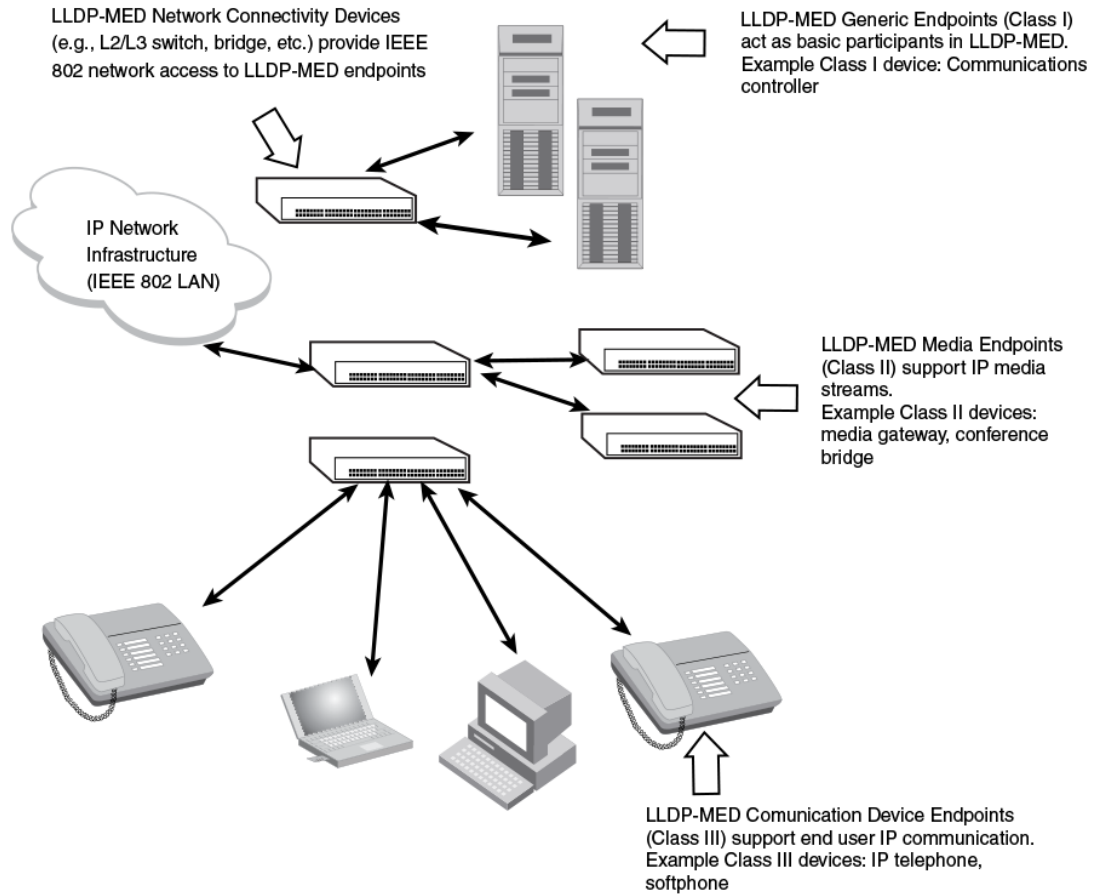 LLDP-MED Network Connectivity Devices
(e.g., L2/L3 switch, bridge, etc.) provide IEEE
802 network access to LLDP-MED endpoints
LLDP-MED Generic Endpoints (Class I)
act as basic participants in LLDP-MED.
Example Class I device: Communications
controller
IP Network
Infrastructure
(IEEE 802 LAN)
LLDP-MED Media Endpoints
(Class II) support IP media
streams.
Example Class II devices:
media gateway, conference
bridge
LLDP-MED Comunication Device Endpoints
(Class III) support end user IP communication.
Example Class III devices: IP telephone,
softphone